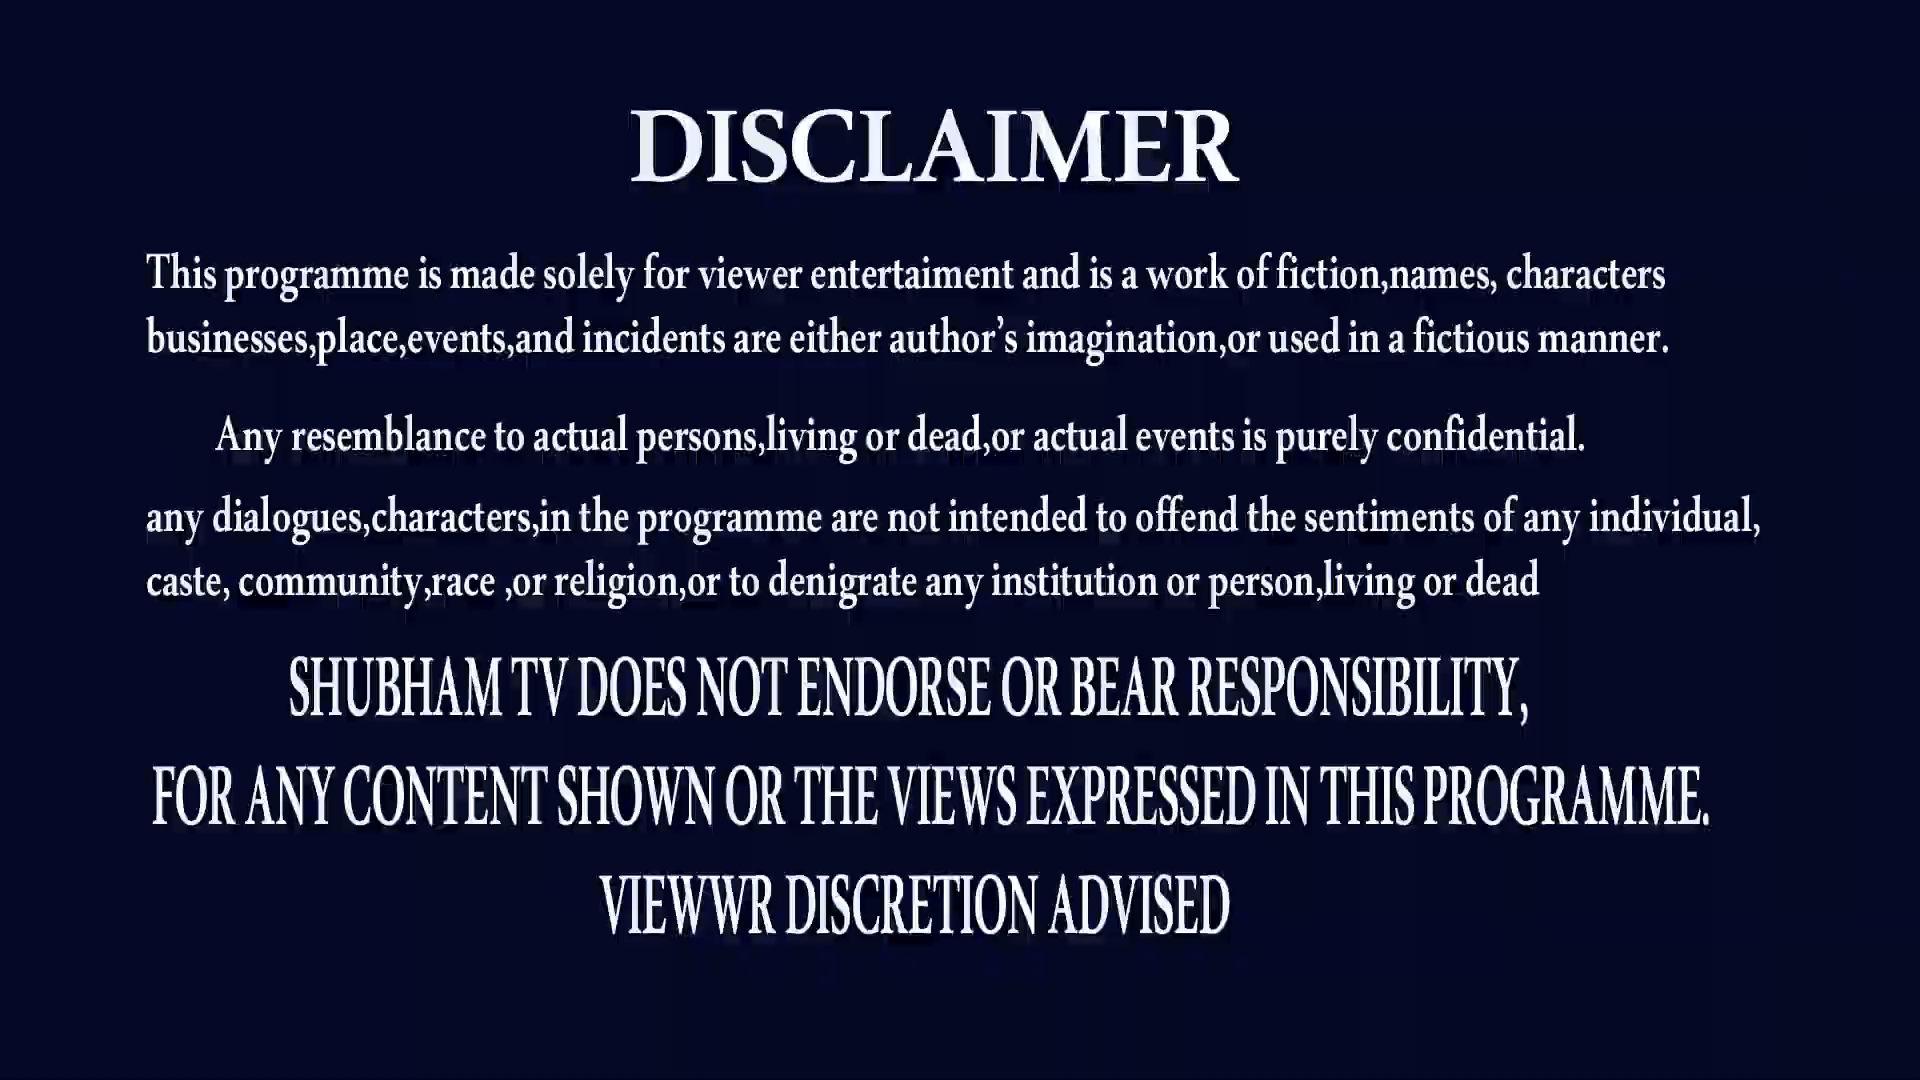 DISCLAIMER
This programme is made solely for viewer entertaiment and is a work of fiction,names, characters
businesses,place,events,and incidents are either author's imagination,or used in a fictious manner.
Any resemblance to actual persons,living or dead,or actual events is purely confidential.
any dialogues,characters,in the programme are not intended to offend the sentiments of any individual,
caste, community,race ,or religion,or to denigrate any institution or person,living or dead
SHUBHAM TV DOES NOT ENDORSE OR BEAR RESPONSIBILITY,
FOR ANY CONTENT SHOWN OR THE VIEWS EXPRESSED IN THIS PROGRAMME.
VIEWWR DISCRETION ADVISED